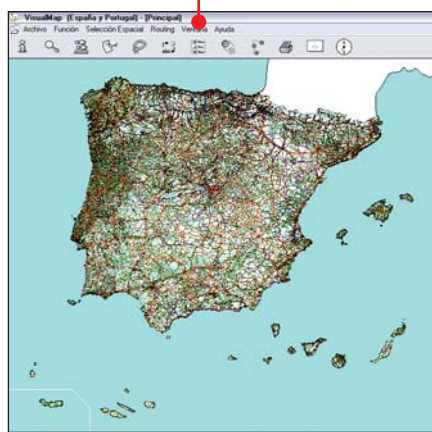 VisualMap (España y Portugal) - [Principal]
Archivo Función Selección Espacial Routing Ventana Ayuda